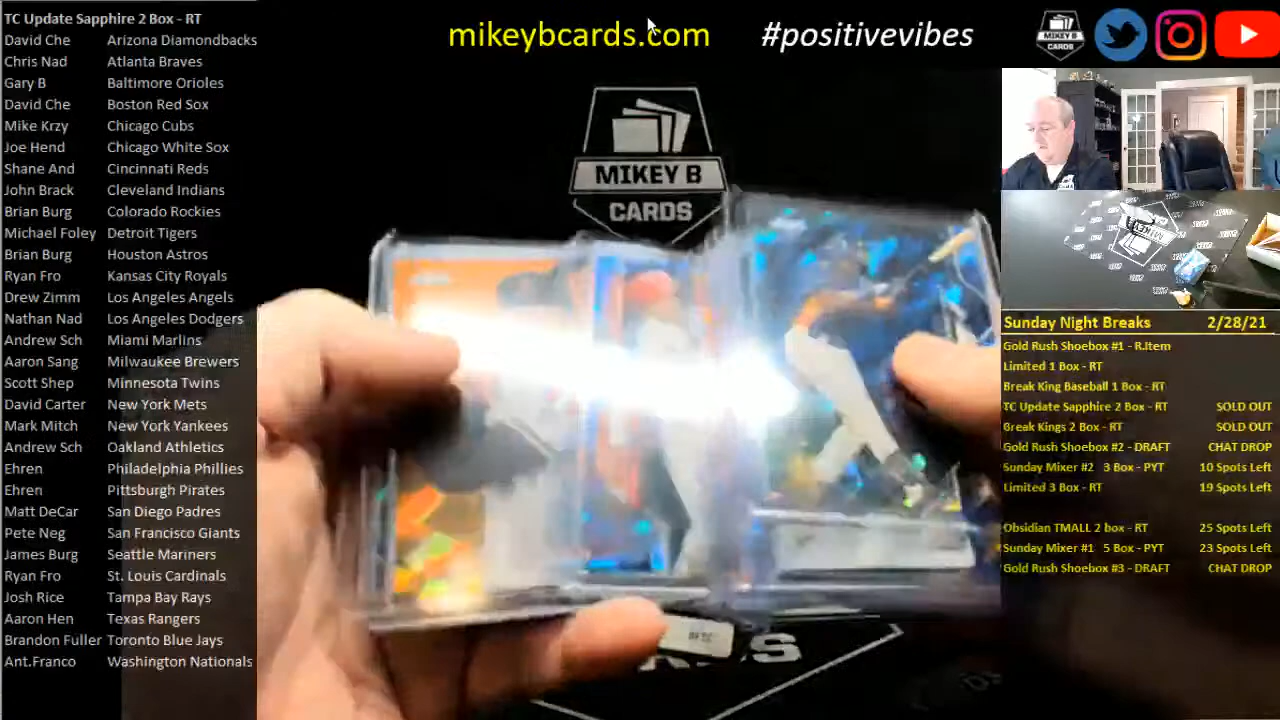 TC Update Sapphire 2 Box - RT
David Che Arizona Diamondbacks
Chris Nad Atlanta Braves
Gary B Baltimore Orioles
David Che Boston Red Sox
Mike Krzy Chicago Cubs
Joe Hend Chicago White Sox
Shane And Cincinnati Reds
John Brack Cleveland Indians
Brian Burg Colorado Rockies
Michael Foley Detroit Tigers
Brian Burg Houston Astros
Ryan Fro Kansas City Royals
Drew Zimm Los Angeles Angels
Nathan Nad Los Angeles Dodgers
Andrew Sch Miami Marlins
Aaron Sang Milwaukee Brewers
Scott Shep Minnesota Twins
David Carter New York Mets
Mark Mitch New York Yankees
Andrew Sch Oakland Athletics
Ehren Philadelphia Phillies
Ehren Pittsburgh Pirates
Matt DeCar San Diego Padres
Pete Neg San Francisco Giants
James Burg Seattle Mariners
Ryan Fro St. Louis Cardinals
Josh Rice Tampa Bay Rays
Aaron Hen Texas Rangers
Brandon Fuller Toronto Blue Jays
Ant.Franco Washington Nationals
mikeybcards.com #positivevibes
MIKEY B
CARDS
MIKEY B
CARDS
Sunday Night Breaks 2/28/21
Gold Rush Shoebox #1 - R.Item
Limited 1 Box - RT
Break King Baseball 1 Box - RT
TC Update Sapphire 2 Box - RT SOLD OUT
Break Kings 2 Box - RT SOLD OUT
Gold Rush Shoebox #2 - DRAFT CHAT DROP
Sunday Mixer #2 3 Box - PYT 10 Spots Left
Limited 3 Box - RT 19 Spots Left
Obsidian TMALL 2 box - RT 25 Spots Left
Sunday Mixer #1 5 Box - PYT 23 Spots Left
Gold Rush Shoebox #3 - DRAFT CHAT DROP